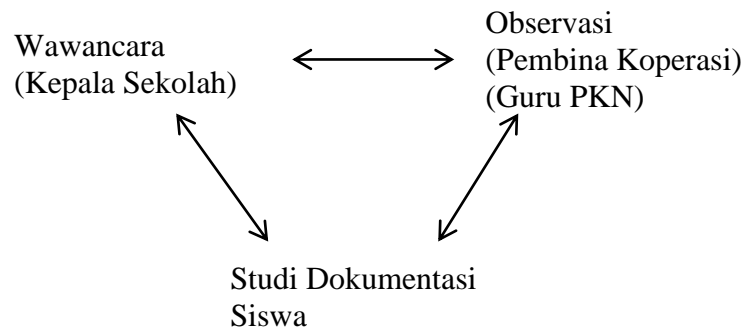 Wawancara
(Kepala Sekolah)
Observasi
(Pembina Koperasi)
(Guru PKN)
Studi Dokumentasi
Siswa